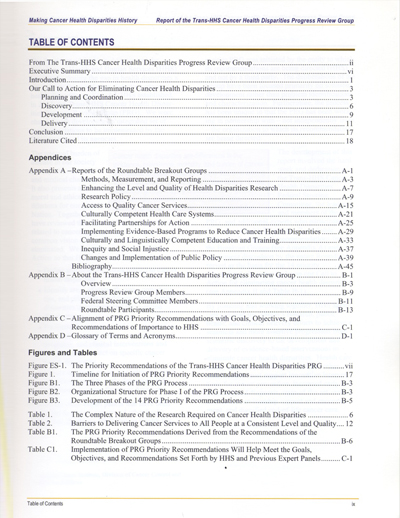 Making Cancer Health Disparities History Report of the Trans-HHS Cancer Health Disparities Progress Review Group
TABLE OF CONTENTS
From The Trans-HHS Cancer Health Disparities Progress Review Group ii
Executive Summary vi
Introduction 1
Our Call to Action for Eliminating Cancer Health Disparities 3
Planning and Coordination 3
Discovery 6
Development 9
Delivery 11
Conclusion 17
Literature Cited 18
Appendices
Appendix A –Reports of the Roundtable Breakout Groups A-1
Methods, Measurement, and Reporting A-3
Enhancing the Level and Quality of Health Disparities Research A-7
Research Policy A-9
Access to Quality Cancer Services A-15
Culturally Competent Health Care Systems A-21
Facilitating Partnerships for Action A-25
Implementing Evidence-Based Programs to Reduce Cancer Health Disparities A-29
Culturally and Linguistically Competent Education and Training A-33
Inequity and Social Injustice A-37
Changes and Implementation of Public Policy A-39
Bibliography A-45
Appendix B – About the Trans-HHS Cancer Health Disparities Progress Review Group B-1
Overview B-3
Progress Review Group Members B-9
Federal Steering Committee Members B-11
Roundtable Participants B-13
Appendix C – Alignment of PRG Priority Recommendations with Goals, Objectives, and
Recommendations of Importance to HHS C-1
Appendix D –Glossary of Terms and Acronyms D-1
Figures and Tables
Figure ES-1. The Priority Recommendations of the Trans-HHS Cancer Health Disparities PRG vii
Figure 1. Timeline for Initiation of PRG Priority Recommendations 17
Figure B1. The Three Phases of the PRG Process B-3
Figure B2. Organizational Structure for Phase I of the PRG Process B-3
Figure B3. Development of the 14 PRG Priority Recommendations B-5
Table 1. The Complex Nature of the Research Required on Cancer Health Disparities 6
Table 2. Barriers to Delivering Cancer Services to All People at a Consistent Level and Quality 12
Table B1. The PRG Priority Recommendations Derived from the Recommendations of the
Roundtable Breakout Groups B-6
Table C1. Implementation of PRG Priority Recommendations Will Help Meet the Goals,
Objectives, and Recommendations Set Forth by HHS and Previous Expert Panels C-1
Table of Contents ix